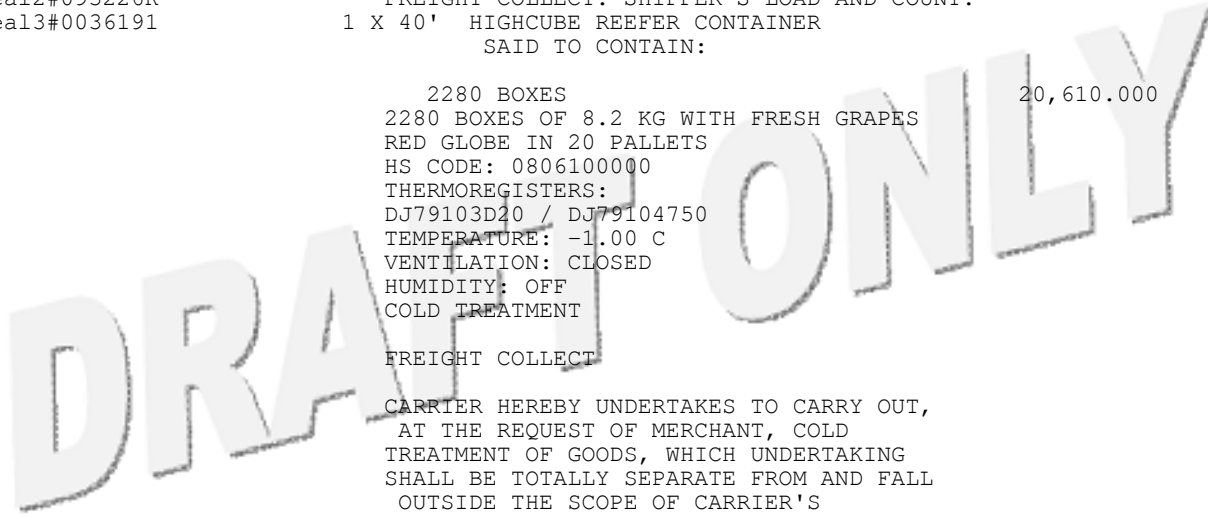 FREIGHT COLLECT. SHIPPER'S LOAD AND COUNT.
eal3#0036191 1 X 40' HIGHCUBE REEFER CONTAINER
SAID TO CONTAIN:
2280 BOXES 20,610.000
2280 BOXES OF 8.2 KG WITH FRESH GRAPES
RED GLOBE IN 20 PALLETS
HS CODE: 0806100000
THERMOREGISTERS:
DJ79103D20 / DJ79104750
TEMPERATURE: -1.00 C
VENTILATION: CLOSED
HUMIDITY: OFF
COLD TREATMENT
FREIGHT COLLECT
CARRIER HEREBY UNDERTAKES TO CARRY OUT,
AT THE REQUEST OF MERCHANT, COLD
TREATMENT OF GOODS, WHICH UNDERTAKING
SHALL BE TOTALLY SEPARATE FROM AND FALL
OUTSIDE THE SCOPE OF CARRIER'S
DRAFT ONLY